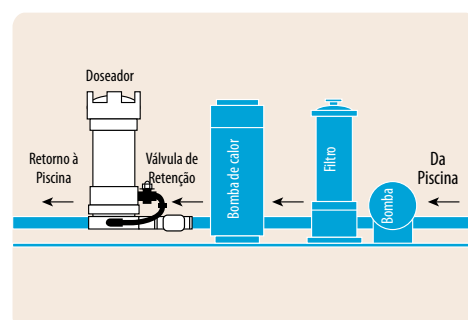 Doseador
Retorno à
Piscina
Válvula de
Retenção
Bomba de calor
Filtro
Bomba
Da
Piscina